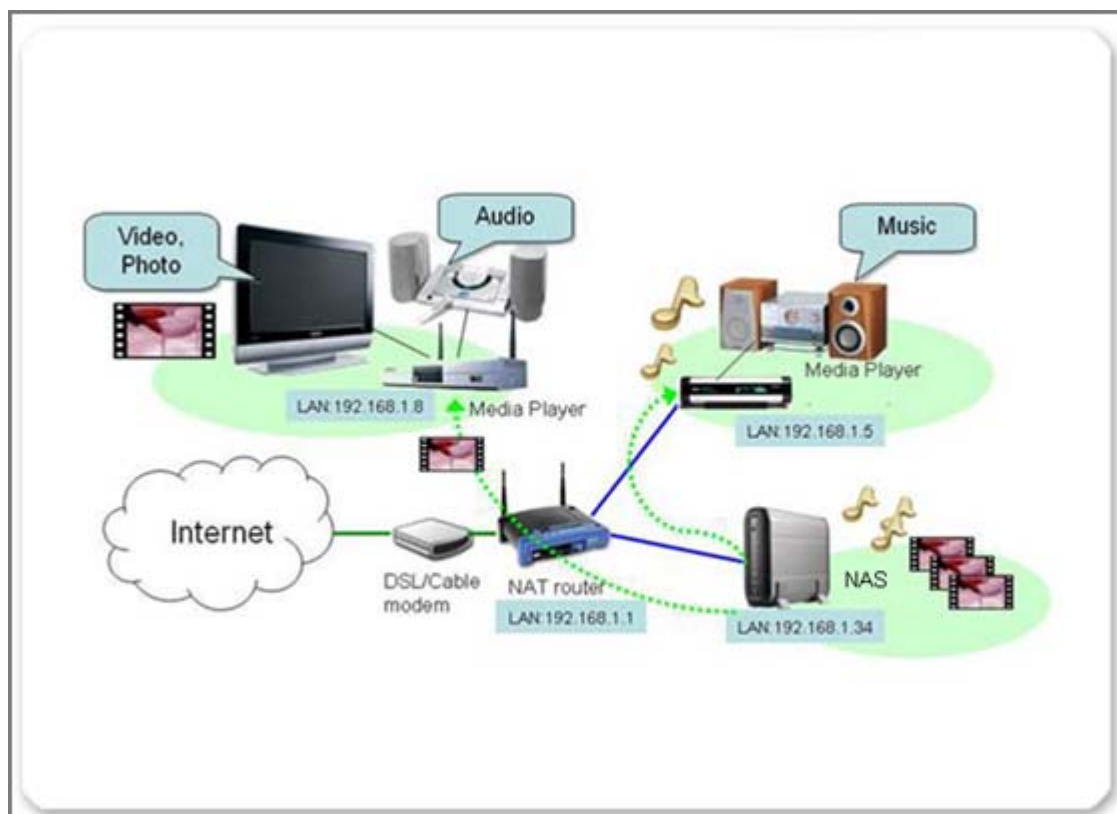 Video,
Photo
Audio
Music
LAN:192.168.1.8
Media Player
Media Player
LAN:192.168.1.5
Internet
DSL/Cable
modem
NAT router
LAN:192.168.1.1
NAS
LAN:192.168.1.34